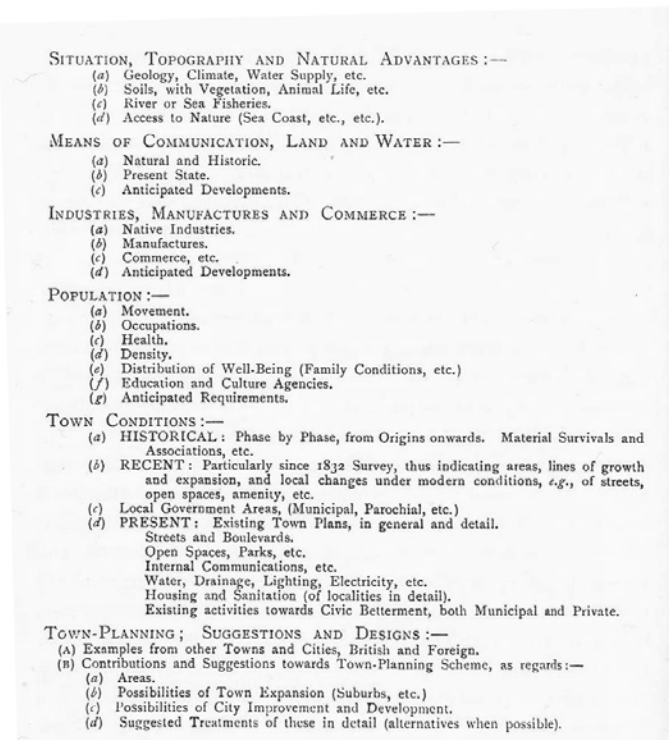 SITUATION, TOPOGRAPHY AND NATURAL ADVANTAGES :—
(a) Geology, Climate, Water Supply, etc.
(b) Soils, with Vegetation, Animal Life, etc.
(c) River or Sea Fisheries.
(d) Access to Nature (Sea Coast, etc., etc.).
MEANS OF COMMUNICATION, LAND AND WATER :—
(a) Natural and Historic.
(b) Present State.
(c) Anticipated Developments.
INDUSTRIES, MANUFACTURES AND COMMERCE :—
(a) Native Industries.
(b) Manufactures.
(c) Commerce, etc.
(d) Anticipated Developments.
POPULATION :—
(a) Movement.
(b) Occupations.
(c) Health.
(d) Density.
(e) Distribution of Well-Being (Family Conditions, etc.)
(f) Education and Culture Agencies.
(g) Anticipated Requirements.
TOWN CONDITIONS :—
(a) HISTORICAL : Phase by Phase, from Origins onwards. Material Survivals and
Associations, etc.
(b) RECENT : Particularly since 1832 Survey, thus indicating areas, lines of growth
and expansion, and local changes under modern conditions, e.g., of streets,
open spaces, amenity, etc.
(c) Local Government Areas, (Municipal, Parochial, etc.)
(d) PRESENT : Existing Town Plans, in general and detail.
Streets and Boulevards.
Open Spaces, Parks, etc.
Internal Communications, etc.
Water, Drainage, Lighting, Electricity, etc.
Housing and Sanitation (of localities in detail).
Existing activities towards Civic Betterment, both Municipal and Private.
TOWN-PLANNING ; SUGGESTIONS AND DESIGNS :—
(A) Examples from other Towns and Cities, British and Foreign.
(B) Contributions and Suggestions towards Town-Planning Scheme, as regards :—
(a) Areas.
(b) Possibilities of Town Expansion (Suburbs, etc.)
(c) Possibilities of City Improvement and Development.
(d) Suggested Treatments of these in detail (alternatives when possible).